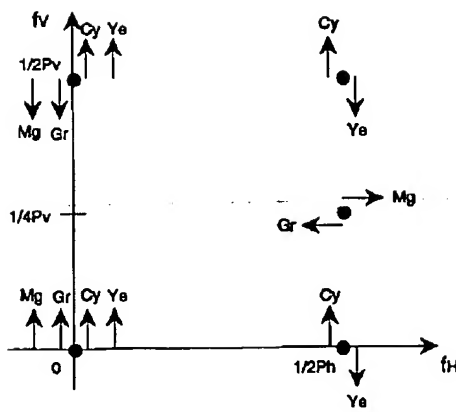 fv
Cy Ye
Cy
1/2Pv
Mg Gr
Ye
Mg
1/4Pv
Gr
Mg Gr Cy Ye
Cy
0
1/2Ph
fH
Ye